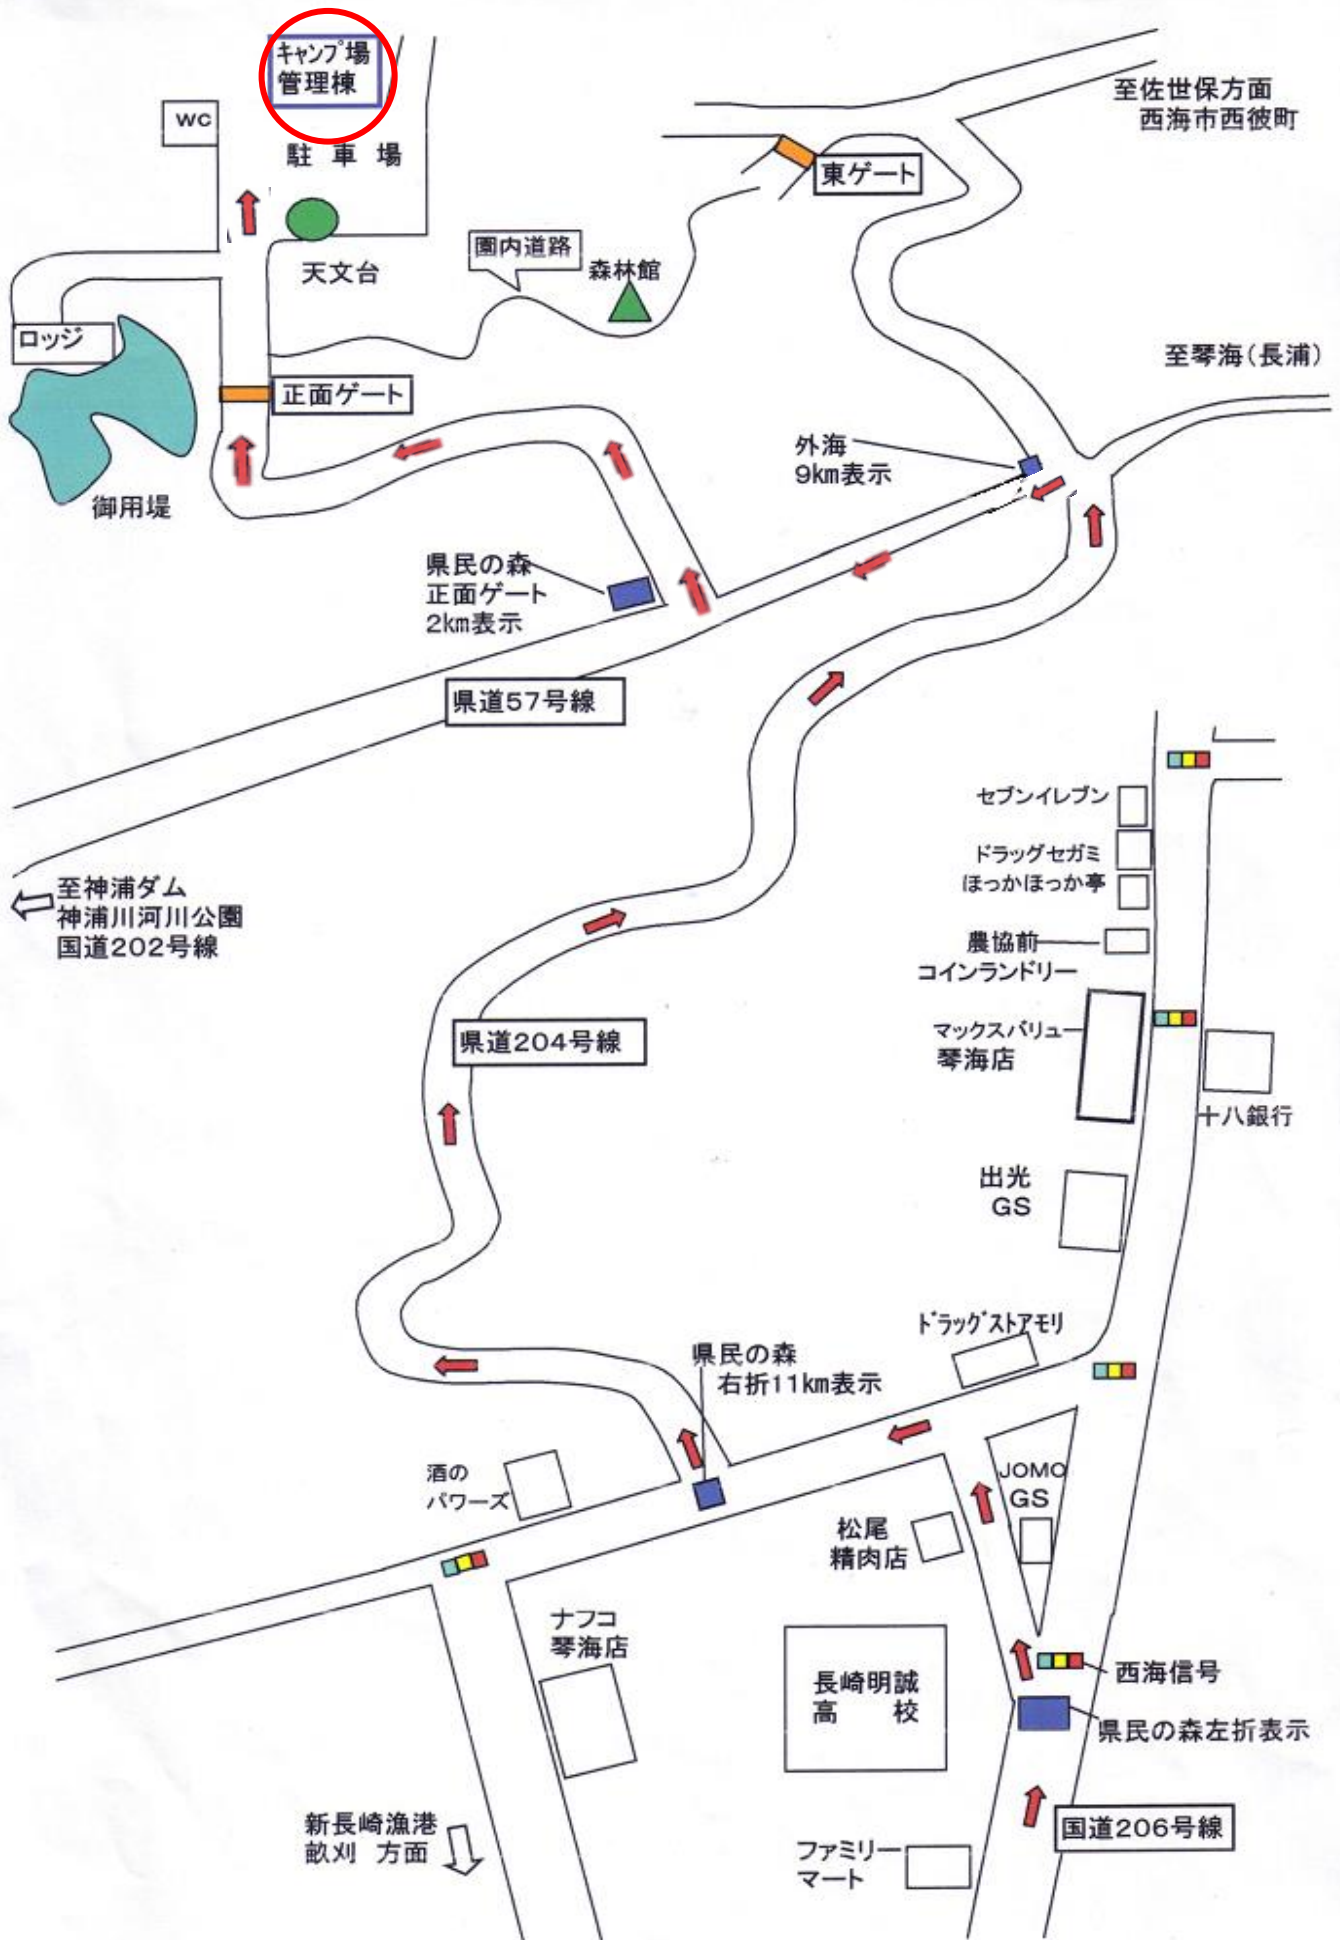 キャンプ場
管理棟
WC
駐 車 場
天文台
園内道路
森林館
東ゲート
至佐世保方面
西海市西彼町
ロッジ
正面ゲート
御用堤
至琴海(長浦)
外海
9km表示
県民の森
正面ゲート
2km表示
県道57号線
至神浦ダム
神浦川河川公園
国道202号線
セブンイレブン
ドラッグセガミ
ほっかほっか亭
農協前
コインランドリー
マックスバリュー
琴海店
十八銀行
県道204号線
出光
GS
ドラッグストアモリ
県民の森
右折11km表示
酒の
パワーズ
JOMO
GS
松尾
精肉店
ナフコ
琴海店
長崎明誠
高 校
西海信号
県民の森左折表示
国道206号線
新長崎漁港
畝刈 方面
ファミリー
マート